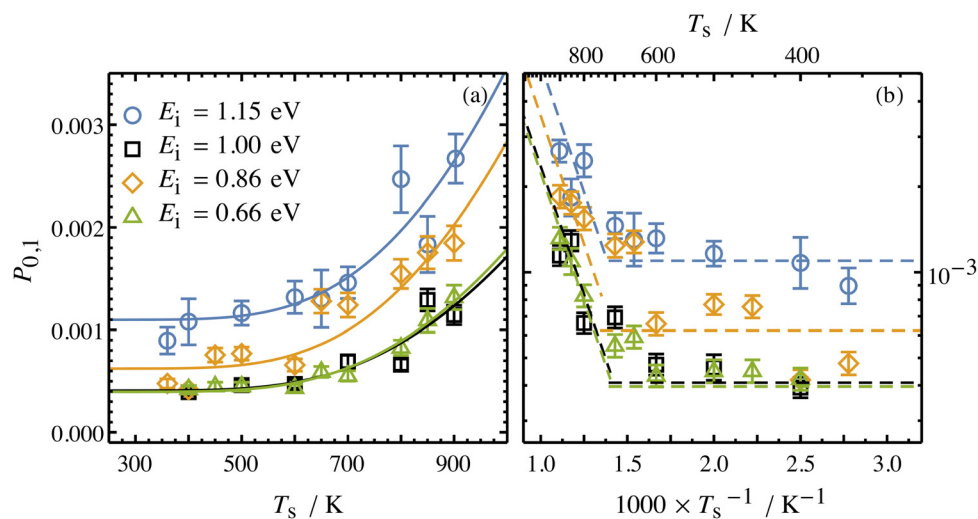 T_s / K
800 600 400
(a) (b)
E_i = 1.15 eV
E_i = 1.00 eV
E_i = 0.86 eV
E_i = 0.66 eV
P_0,1
0.003
0.002
0.001
0.000
10^−3
300 500 700 900
1.0 1.5 2.0 2.5 3.0
T_s / K
1000 × T_s^−1 / K^−1